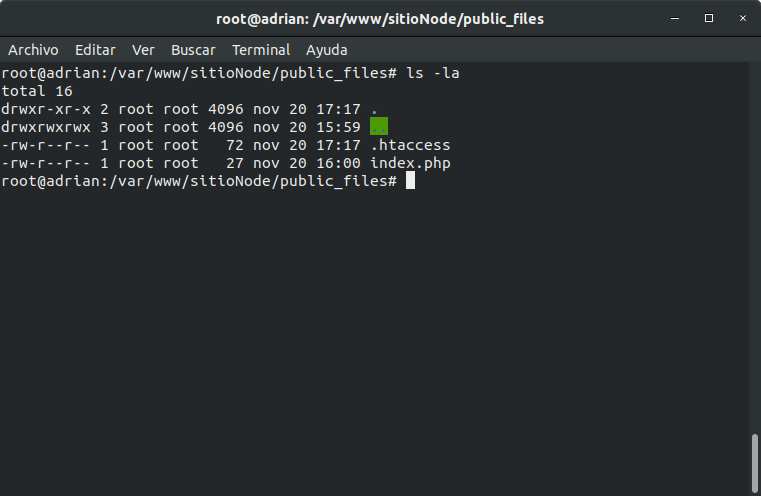 root@adrian: /var/www/sitioNode/public_files
Archivo Editar Ver Buscar Terminal Ayuda
root@adrian:/var/www/sitioNode/public_files# ls -la
total 16
drwxr-xr-x 2 root root 4096 nov 20 17:17 .
drwxrwxrwx 3 root root 4096 nov 20 15:59 ..
-rw-r--r-- 1 root root   72 nov 20 17:17 .htaccess
-rw-r--r-- 1 root root   27 nov 20 16:00 index.php
root@adrian:/var/www/sitioNode/public_files#